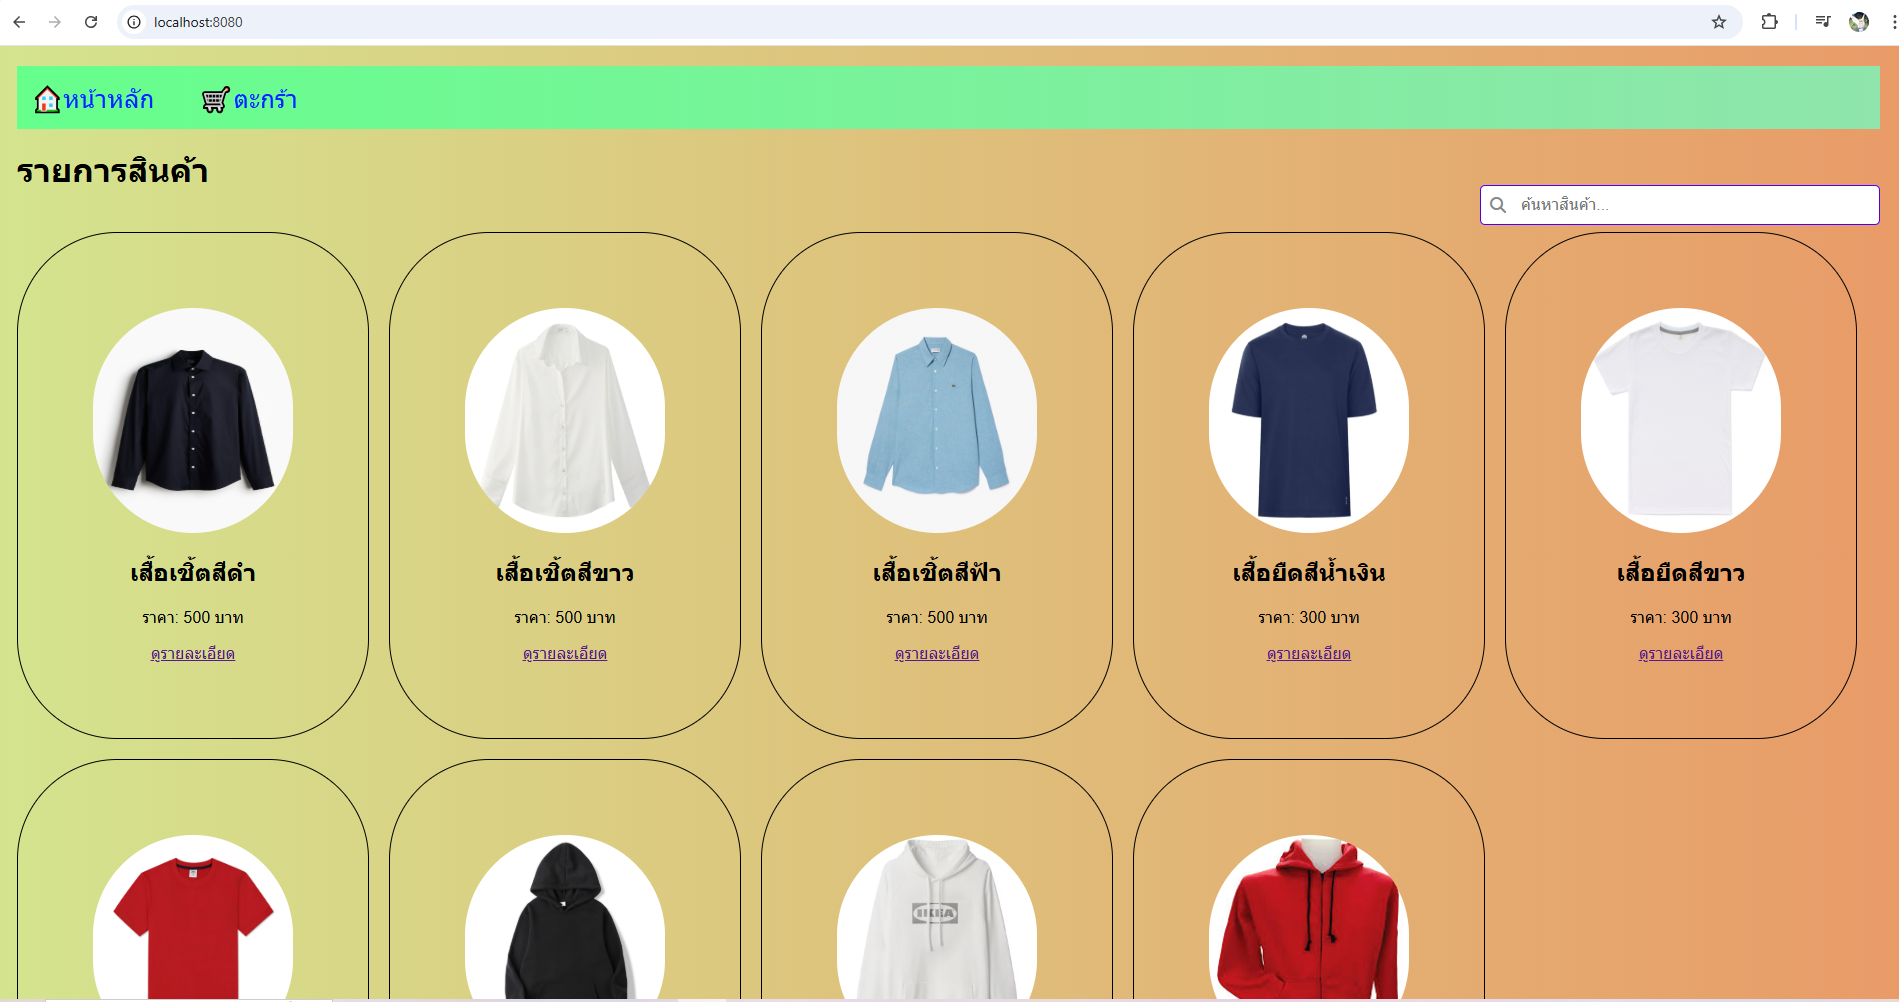 localhost:8080
หน้าหลัก ตะกร้า
รายการสินค้า
ค้นหาสินค้า...
เสื้อเชิ้ตสีดำ
ราคา: 500 บาท
ดูรายละเอียด
เสื้อเชิ้ตสีขาว
ราคา: 500 บาท
ดูรายละเอียด
เสื้อเชิ้ตสีฟ้า
ราคา: 500 บาท
ดูรายละเอียด
เสื้อยืดสีน้ำเงิน
ราคา: 300 บาท
ดูรายละเอียด
เสื้อยืดสีขาว
ราคา: 300 บาท
ดูรายละเอียด
IKEA